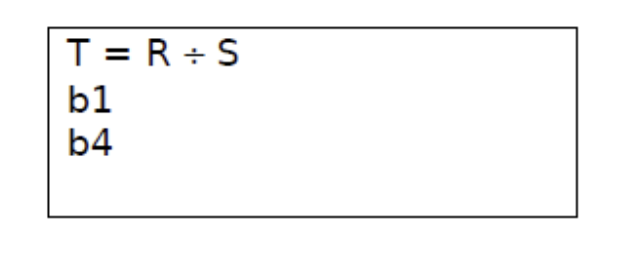 T = R ÷ S
b1
b4